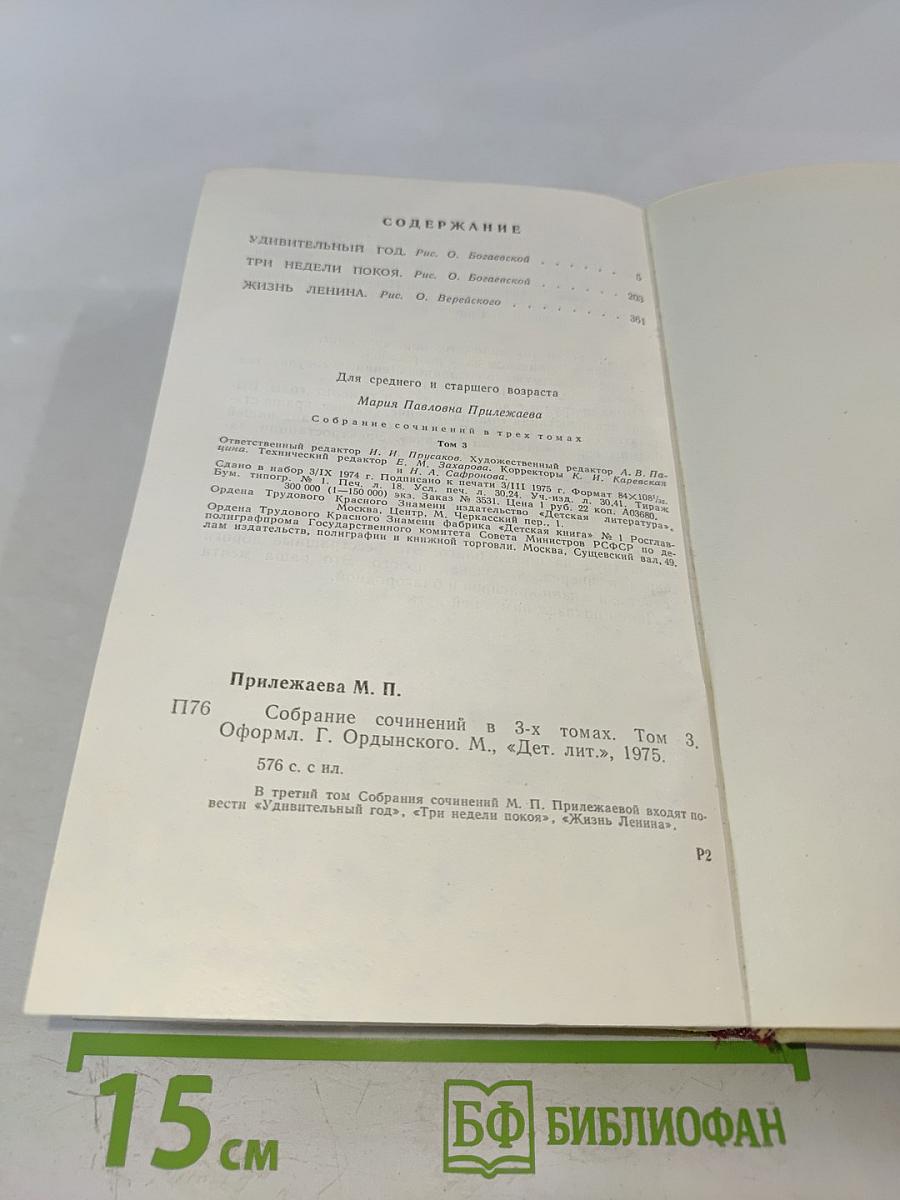 СОДЕРЖАНИЕ
УДИВИТЕЛЬНЫЙ ГОД. Рис. О. Богаевской . . . . . . 5
ТРИ НЕДЕЛИ ПОКОЯ. Рис. О. Богаевской . . . . . . 203
ЖИЗНЬ ЛЕНИНА. Рис. О. Верейского . . . . . . . . 361
Для среднего и старшего возраста
Мария Павловна Прилежаева
Собрание сочинений в трех томах
Том 3
Ответственный редактор И. И. Прусаков. Художественный редактор А. В. Па-
цина. Технический редактор Е. М. Захарова. Корректоры К. И. Каревская
и Н. А. Сафронова.
Сдано в набор 3/IX 1974 г. Подписано к печати 3/III 1975 г. Формат 84×108¹/₃₂.
Бум. типогр. № 1. Печ. л. 18. Усл. печ. л. 30,24. Уч.-изд. л. 30,41. Тираж
300 000 (1—150 000) экз. Заказ № 3531. Цена 1 руб. 22 коп. А03680.
Ордена Трудового Красного Знамени издательство «Детская литература».
Москва, Центр, М. Черкасский пер., 1.
Ордена Трудового Красного Знамени фабрика «Детская книга» № 1 Росглав-
полиграфпрома Государственного комитета Совета Министров РСФСР по де-
лам издательств, полиграфии и книжной торговли. Москва, Сущевский вал, 49.
Прилежаева М. П.
П76 Собрание сочинений в 3-х томах. Том 3.
Оформл. Г. Ордынского. М., «Дет. лит.», 1975.
576 с. с ил.
В третий том Собрания сочинений М. П. Прилежаевой входят по-
вести «Удивительный год», «Три недели покоя», «Жизнь Ленина».
Р2
15 см
БФ БИБЛИОФАН